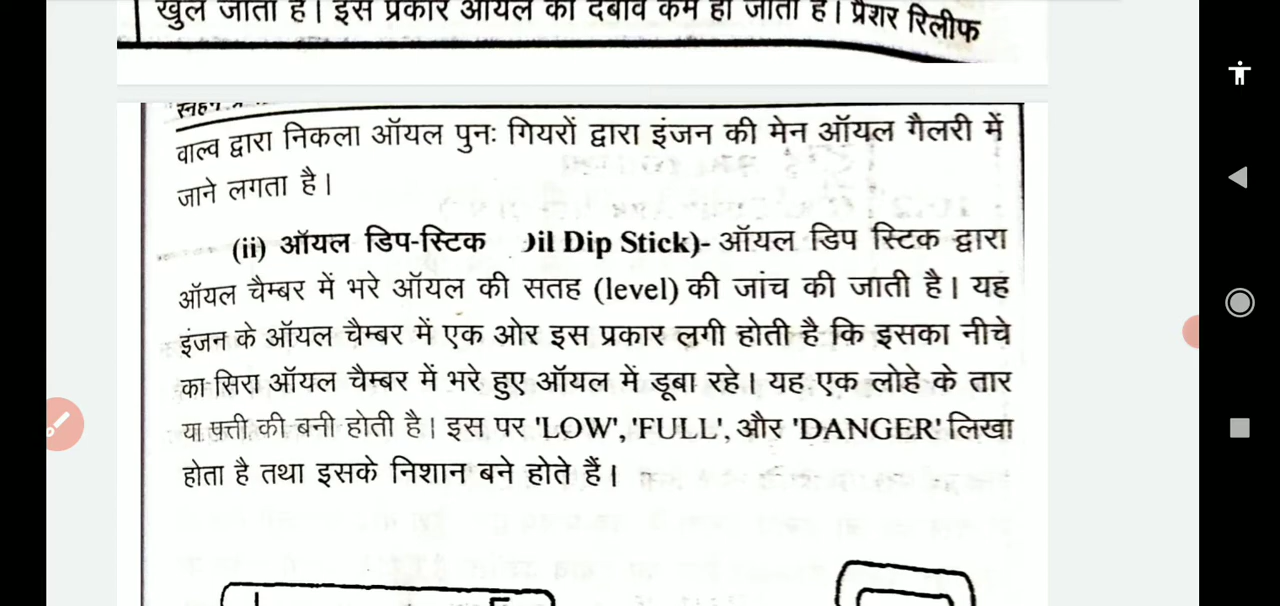 खुल जाता है। इस प्रकार ऑयल का दबाव कम हो जाता है। प्रैशर रिलीफ
वाल्व द्वारा निकला ऑयल पुनः गियरों द्वारा इंजन की मेन ऑयल गैलरी में
जाने लगता है।
(ii) ऑयल डिप-स्टिक il Dip Stick)- ऑयल डिप स्टिक द्वारा
ऑयल चैम्बर में भरे ऑयल की सतह (level) की जांच की जाती है। यह
इंजन के ऑयल चैम्बर में एक ओर इस प्रकार लगी होती है कि इसका नीचे
का सिरा ऑयल चैम्बर में भरे हुए ऑयल में डूबा रहे। यह एक लोहे के तार
या पत्ती की बनी होती है। इस पर 'LOW', 'FULL', और 'DANGER' लिखा
होता है तथा इसके निशान बने होते हैं।